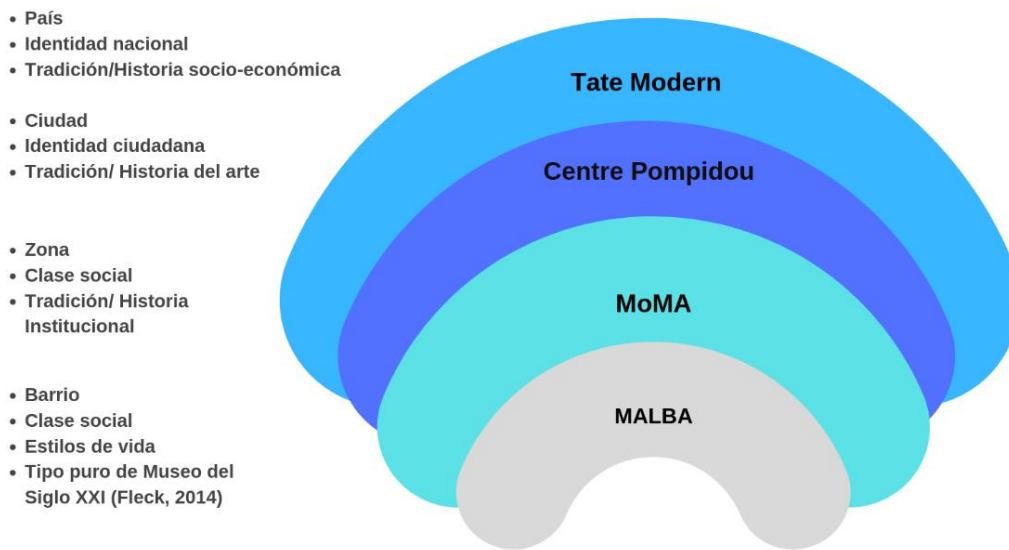 • País
• Identidad nacional
• Tradición/Historia socio-económica
Tate Modern
• Ciudad
• Identidad ciudadana
• Tradición/ Historia del arte
Centre Pompidou
• Zona
• Clase social
• Tradición/ Historia
Institucional
MoMA
• Barrio
• Clase social
• Estilos de vida
• Tipo puro de Museo del
Siglo XXI (Fleck, 2014)
MALBA